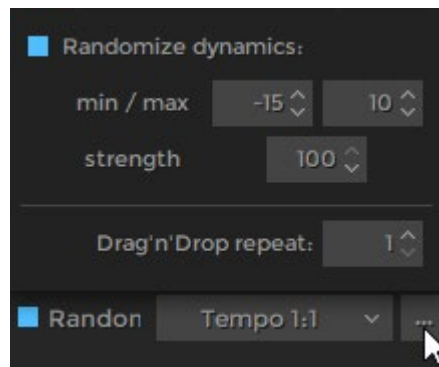 Randomize dynamics:
min / max -15 10
strength 100
Drag'n'Drop repeat: 1
Randon Tempo 1:1 ...